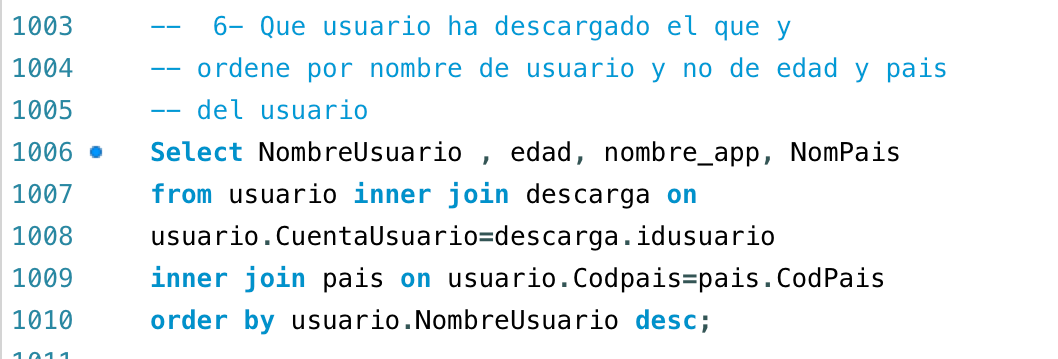 1003 -- 6- Que usuario ha descargado el que y
1004 -- ordene por nombre de usuario y no de edad y pais
1005 -- del usuario
1006 Select NombreUsuario , edad, nombre_app, NomPais
1007 from usuario inner join descarga on
1008 usuario.CuentaUsuario=descarga.idusuario
1009 inner join pais on usuario.Codpais=pais.CodPais
1010 order by usuario.NombreUsuario desc;